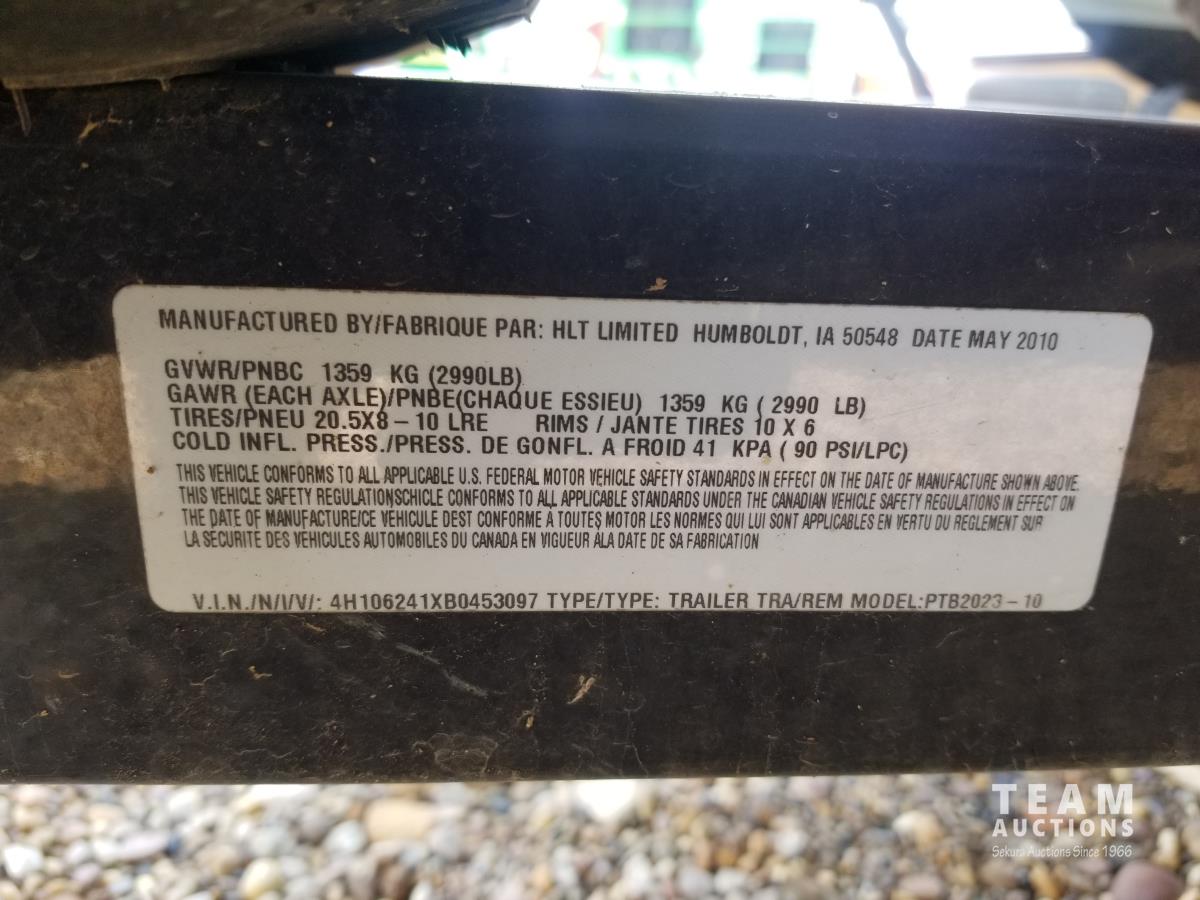 MANUFACTURED BY/FABRIQUE PAR: HLT LIMITED HUMBOLDT, IA 50548 DATE MAY 2010
GVWR/PNBC 1359 KG (2990LB)
GAWR (EACH AXLE)/PNBE(CHAQUE ESSIEU) 1359 KG ( 2990 LB)
TIRES/PNEU 20.5X8 – 10 LRE RIMS / JANTE TIRES 10 X 6
COLD INFL. PRESS./PRESS. DE GONFL. A FROID 41 KPA ( 90 PSI/LPC)
THIS VEHICLE CONFORMS TO ALL APPLICABLE U.S. FEDERAL MOTOR VEHICLE SAFETY STANDARDS IN EFFECT ON THE DATE OF MANUFACTURE SHOWN ABOVE.
THIS VEHICLE SAFETY REGULATIONSCHICLE CONFORMS TO ALL APPLICABLE STANDARDS UNDER THE CANADIAN VEHICLE SAFETY REGULATIONS IN EFFECT ON
THE DATE OF MANUFACTURE/CE VEHICULE DEST CONFORME À TOUTES MOTOR LES NORMES QUI LUI SONT APPLICABLES EN VERTU DU REGLEMENT SUR
LA SECURITE DES VEHICULES AUTOMOBILES DU CANADA EN VIGUEUR ALA DATE DE SA FABRICATION
V.I.N./N/I/V/: 4H106241XB0453097 TYPE/TYPE: TRAILER TRA/REM MODEL:PTB2023 – 10
TEAM
AUCTIONS
Sekura Auctions Since 1966